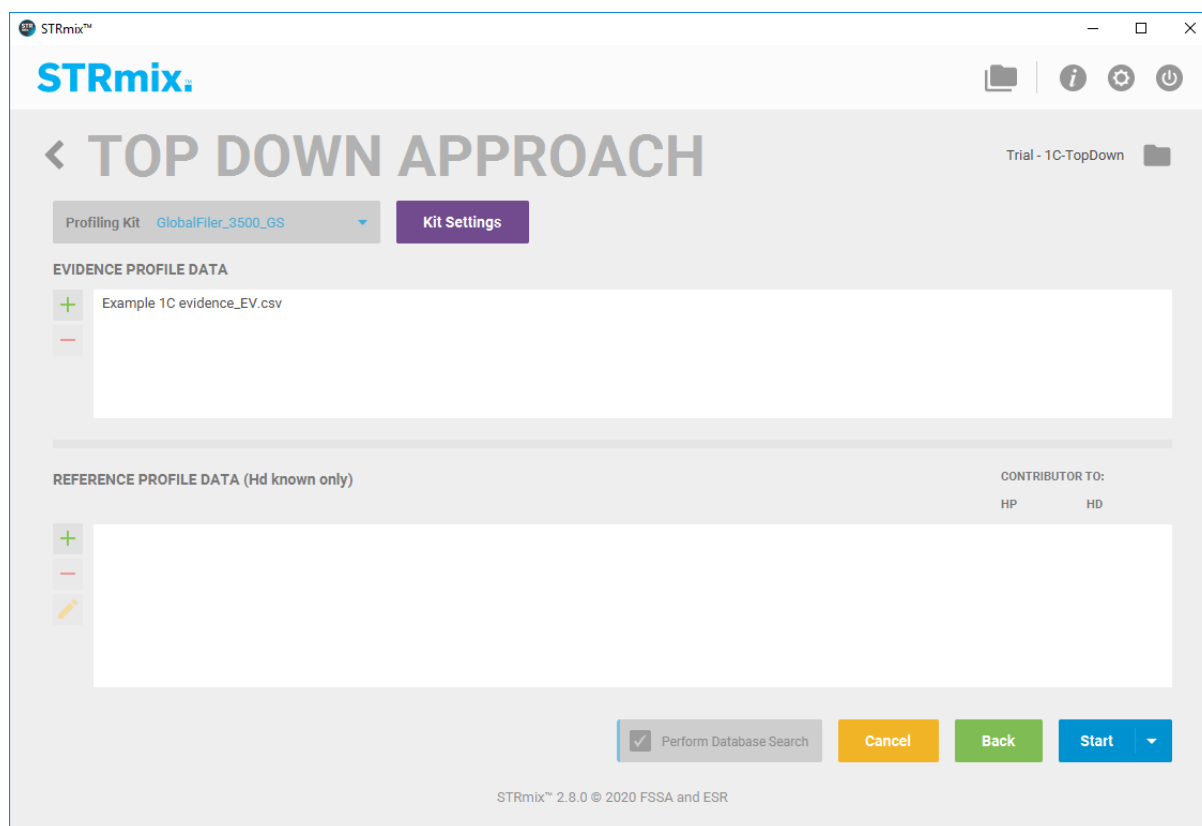 STRmix™
STRmix™
TOP DOWN APPROACH
Trial - 1C-TopDown
Profiling Kit GlobalFiler_3500_GS
Kit Settings
EVIDENCE PROFILE DATA
Example 1C evidence_EV.csv
REFERENCE PROFILE DATA (Hd known only)
CONTRIBUTOR TO:
HP HD
Perform Database Search
Cancel
Back
Start
STRmix™ 2.8.0 © 2020 FSSA and ESR